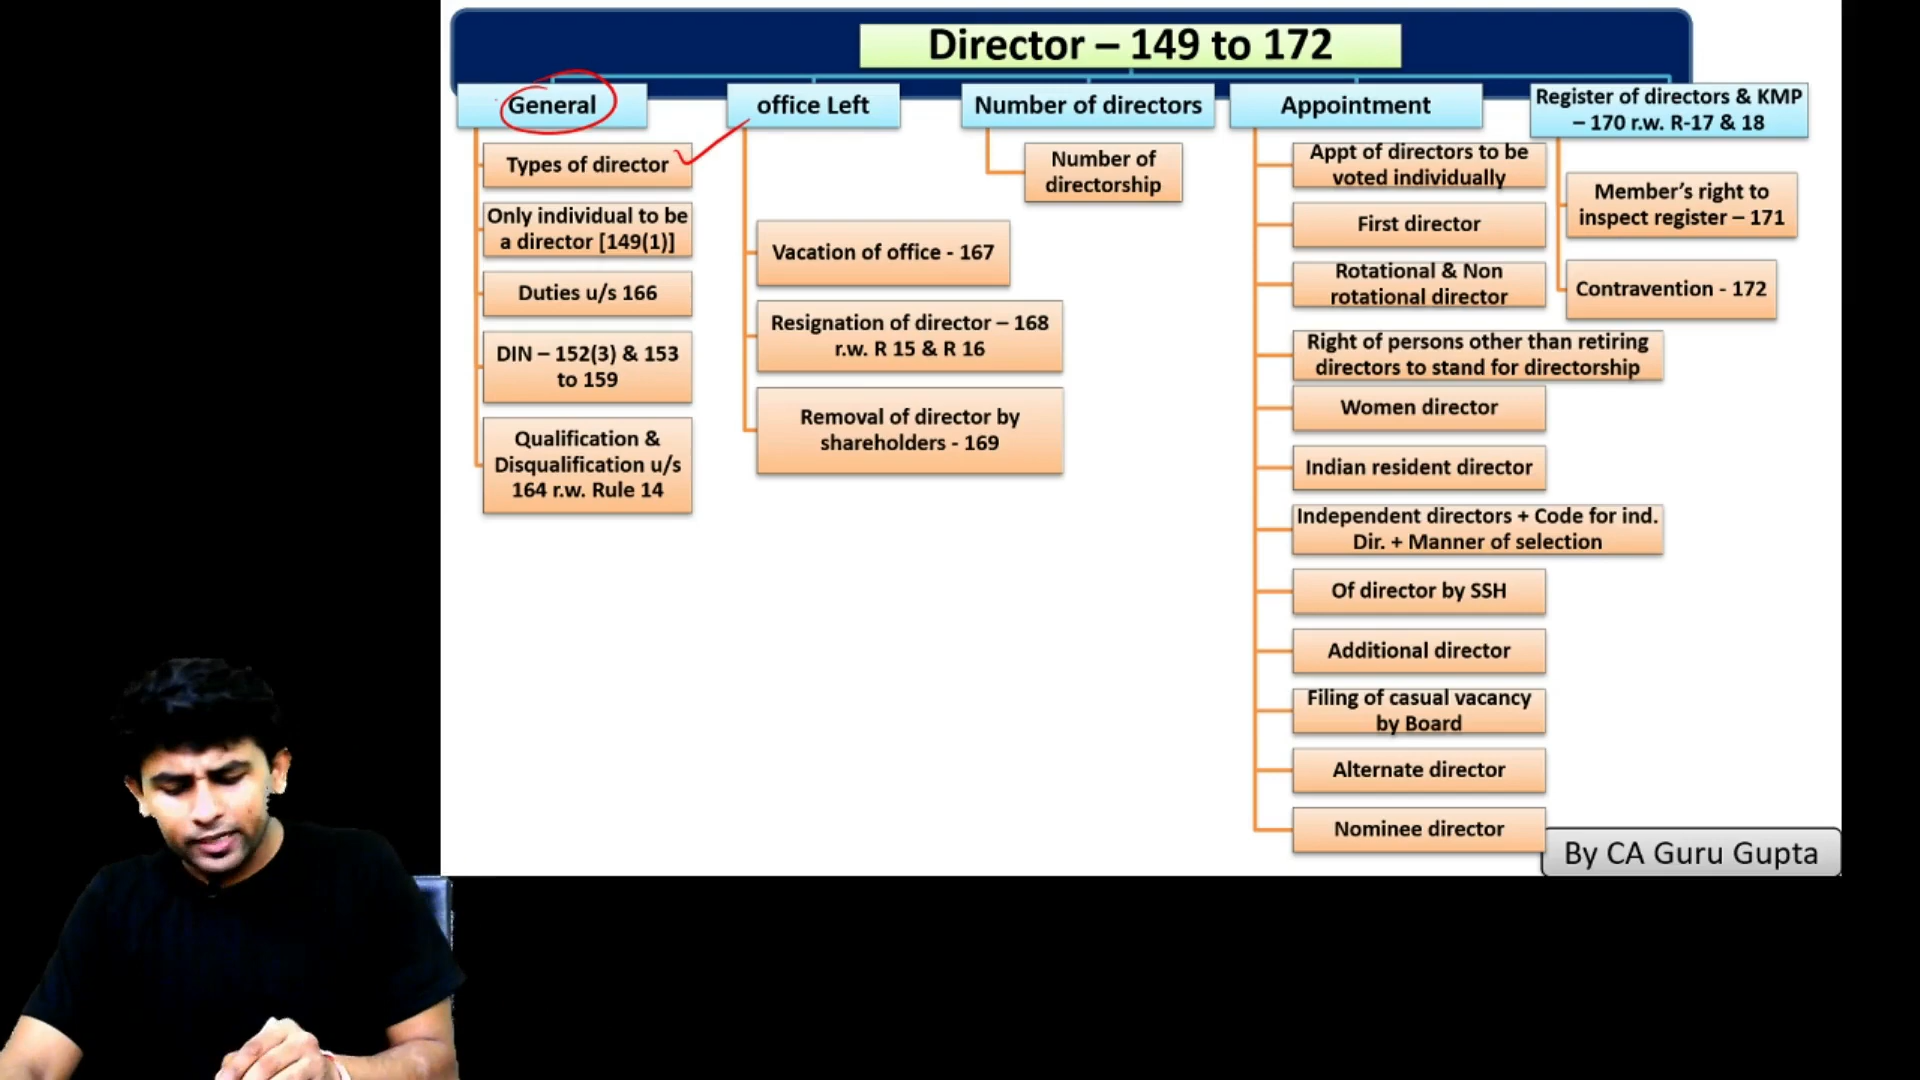 Director – 149 to 172
General
Types of director
Only individual to be
a director [149(1)]
Duties u/s 166
DIN – 152(3) & 153
to 159
Qualification &
Disqualification u/s
164 r.w. Rule 14
office Left
Vacation of office - 167
Resignation of director – 168
r.w. R 15 & R 16
Removal of director by
shareholders - 169
Number of directors
Number of
directorship
Appointment
Appt of directors to be
voted individually
First director
Rotational & Non
rotational director
Right of persons other than retiring
directors to stand for directorship
Women director
Indian resident director
Independent directors + Code for ind.
Dir. + Manner of selection
Of director by SSH
Additional director
Filing of casual vacancy
by Board
Alternate director
Nominee director
Register of directors & KMP
– 170 r.w. R-17 & 18
Member's right to
inspect register – 171
Contravention - 172
By CA Guru Gupta